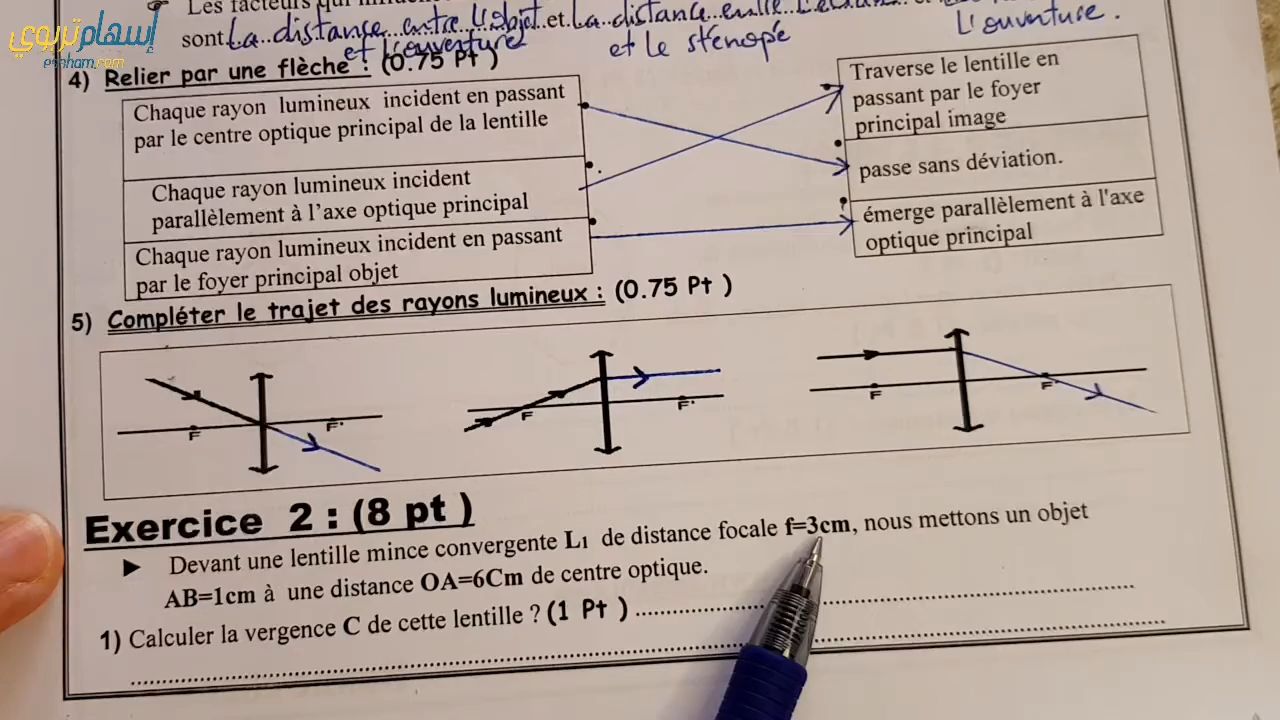 Les facteurs qui
sont La distance entre l'objet et La distance entre
l'ouverture.
et l'ouverture
et le sténopé
إسهام تربوي
essham.com
4) Relier par une flèche : (0.75 Pt )
Chaque rayon lumineux incident en passant
par le centre optique principal de la lentille
Chaque rayon lumineux incident
parallèlement à l'axe optique principal
Chaque rayon lumineux incident en passant
par le foyer principal objet
Traverse le lentille en
passant par le foyer
principal image
passe sans déviation.
émerge parallèlement à l'axe
optique principal
5) Compléter le trajet des rayons lumineux : (0.75 Pt )
F F'
F F'
F F'
Exercice 2 : (8 pt )
► Devant une lentille mince convergente L1 de distance focale f=3cm, nous mettons un objet
AB=1cm à une distance OA=6Cm de centre optique.
1) Calculer la vergence C de cette lentille ? (1 Pt )